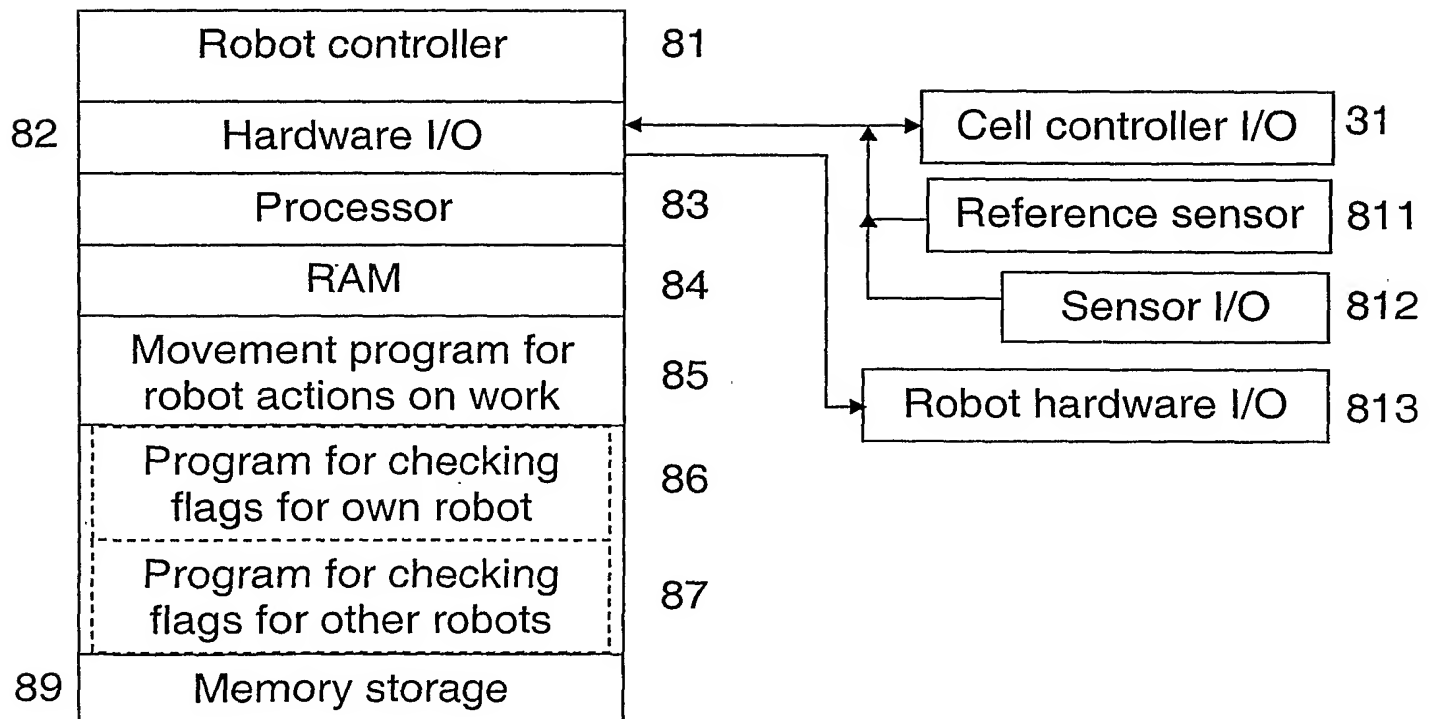 Robot controller 81
82 Hardware I/O
Cell controller I/O 31
Processor 83
Reference sensor 811
RAM 84
Sensor I/O 812
Movement program for
robot actions on work 85
Robot hardware I/O 813
Program for checking
flags for own robot 86
Program for checking
flags for other robots 87
89 Memory storage